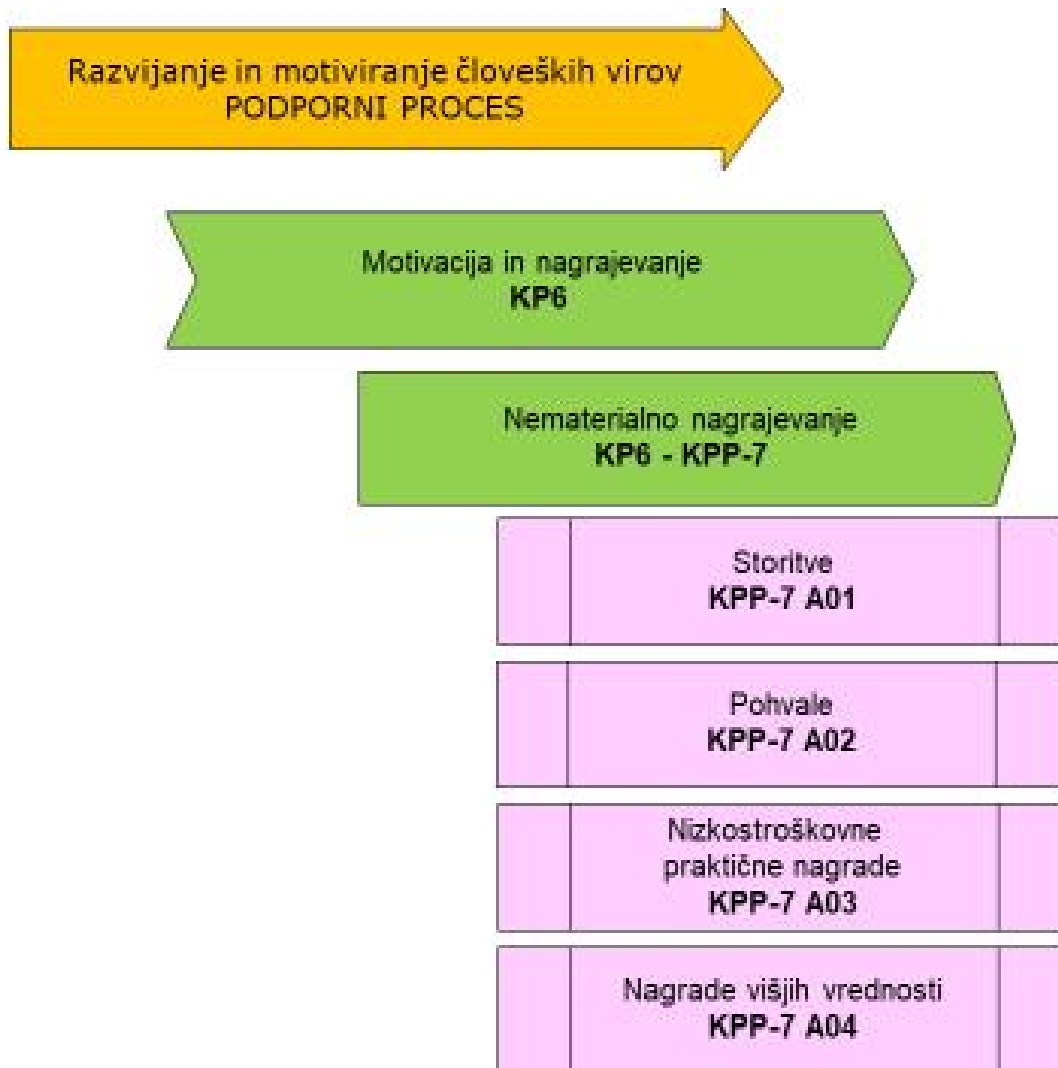 Razvijanje in motiviranje človeških virov
PODPORNI PROCES
Motivacija in nagrajevanje
KP6
Nematerialno nagrajevanje
KP6 - KPP-7
Storitve
KPP-7 A01
Pohvale
KPP-7 A02
Nizkostroškovne
praktične nagrade
KPP-7 A03
Nagrade višjih vrednosti
KPP-7 A04